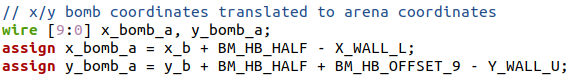 // x/y bomb coordinates translated to arena coordinates
wire [9:0] x_bomb_a, y_bomb_a;
assign x_bomb_a = x_b + BM_HB_HALF - X_WALL_L;
assign y_bomb_a = y_b + BM_HB_HALF + BM_HB_OFFSET_9 - Y_WALL_U;